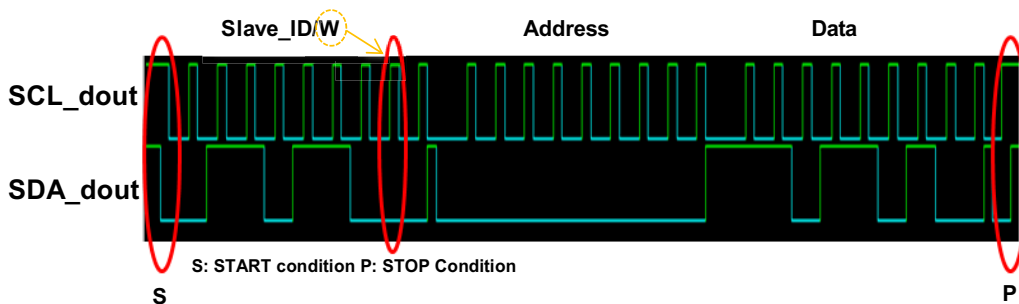 Slave_ID/W
Address
Data
SCL_dout
SDA_dout
S: START condition P: STOP Condition
S
P